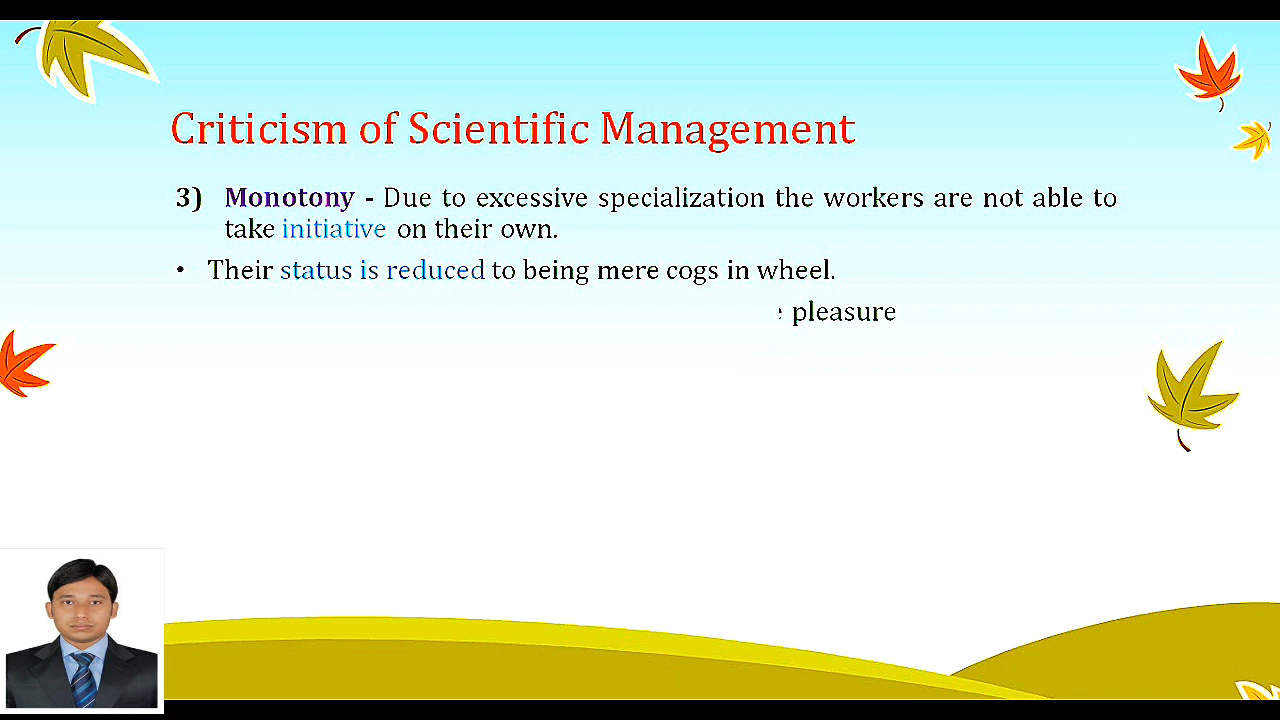 Criticism of Scientific Management
3) Monotony - Due to excessive specialization the workers are not able to
take initiative on their own.
• Their status is reduced to being mere cogs in wheel.
pleasure